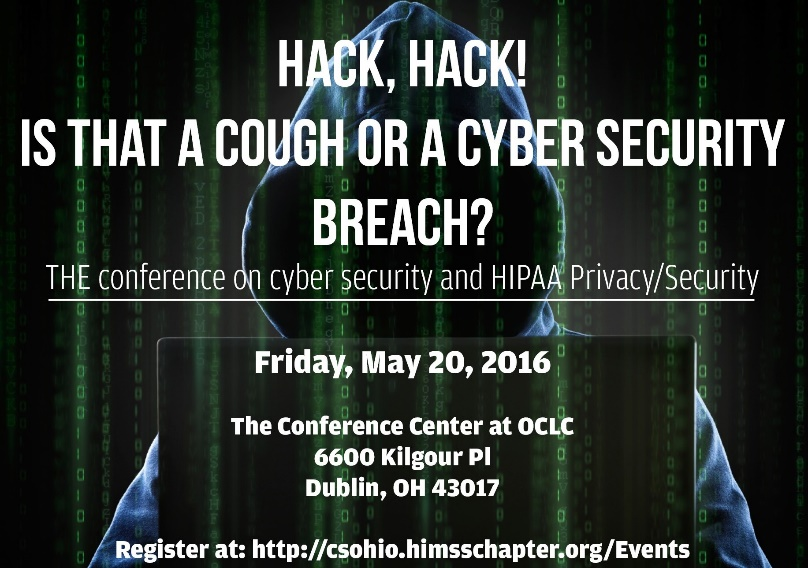 HACK, HACK!
IS THAT A COUGH OR A CYBER SECURITY
BREACH?
THE conference on cyber security and HIPAA Privacy/Security
Friday, May 20, 2016
The Conference Center at OCLC
6600 Kilgour Pl
Dublin, OH 43017
Register at: http://csohio.himsschapter.org/Events